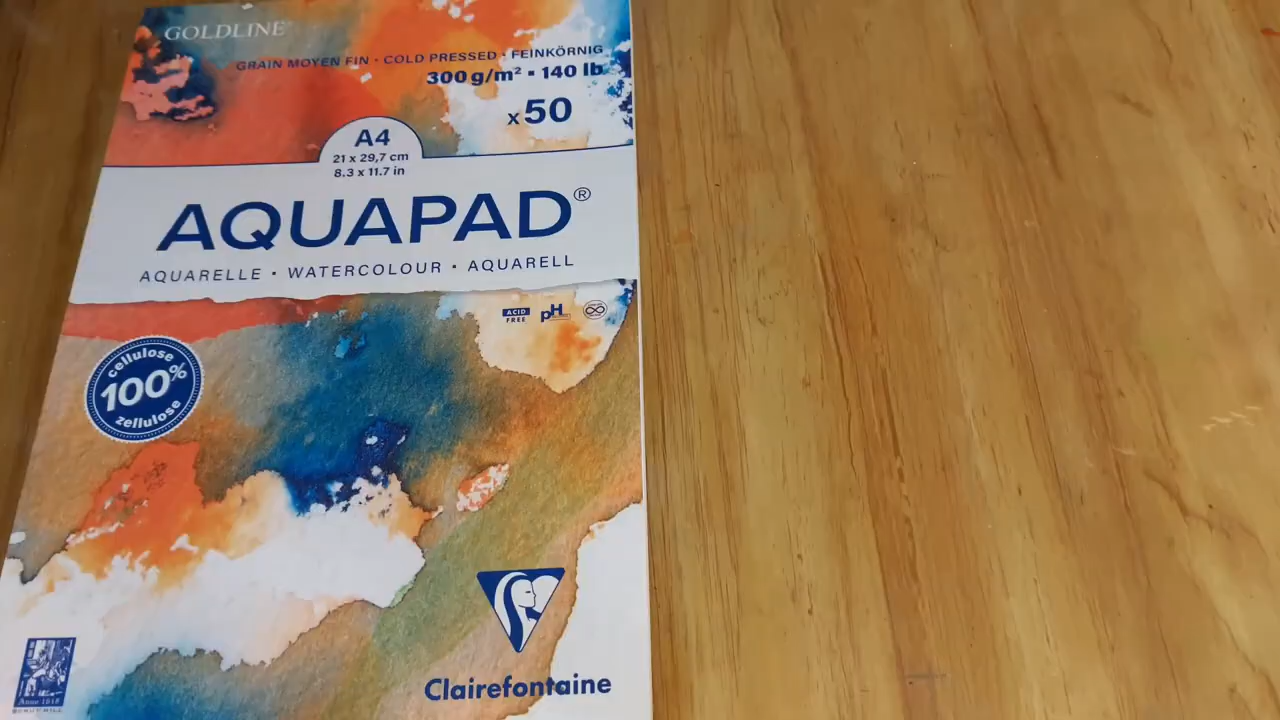 GOLDLINE
GRAIN MOYEN FIN · COLD PRESSED · FEINKÖRNIG
300 g/m² ▪ 140 lb
x50
A4
21 x 29,7 cm
8.3 x 11.7 in
AQUAPAD®
AQUARELLE · WATERCOLOUR · AQUARELL
ACID
FREE
pH
cellulose
100%
zellulose
Clairefontaine